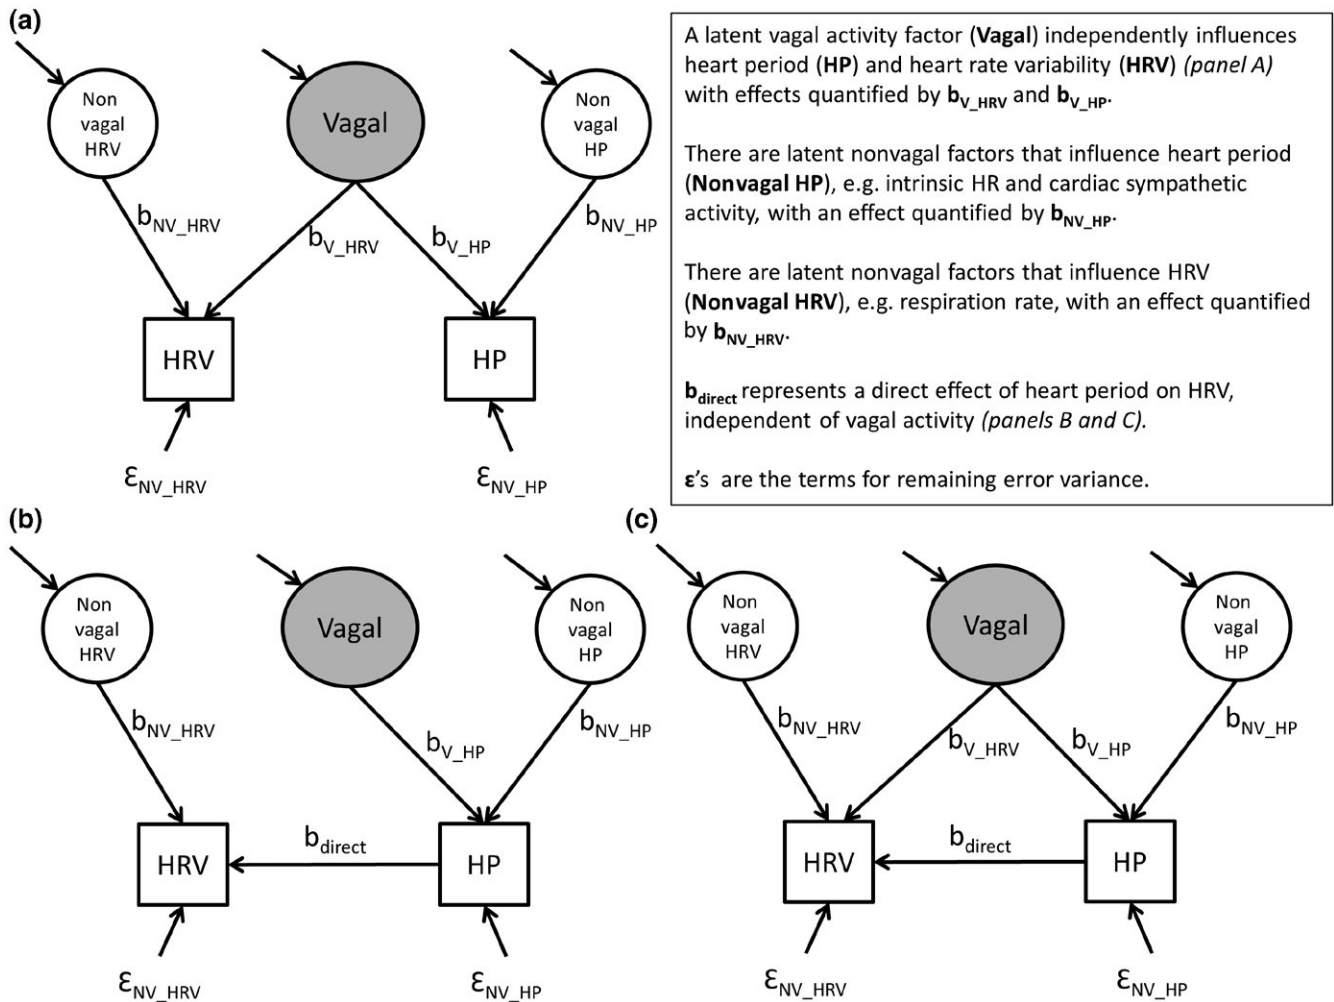 (a)
Non
vagal
HRV
Vagal
Non
vagal
HP
b_NV_HRV
b_V_HRV
b_V_HP
b_NV_HP
HRV
HP
ε_NV_HRV
ε_NV_HP
A latent vagal activity factor (Vagal) independently influences
heart period (HP) and heart rate variability (HRV) (panel A)
with effects quantified by b_V_HRV and b_V_HP.
There are latent nonvagal factors that influence heart period
(Nonvagal HP), e.g. intrinsic HR and cardiac sympathetic
activity, with an effect quantified by b_NV_HP.
There are latent nonvagal factors that influence HRV
(Nonvagal HRV), e.g. respiration rate, with an effect quantified
by b_NV_HRV.
b_direct represents a direct effect of heart period on HRV,
independent of vagal activity (panels B and C).
ε's are the terms for remaining error variance.
(b)
Non
vagal
HRV
Vagal
Non
vagal
HP
b_NV_HRV
b_V_HP
b_NV_HP
HRV
b_direct
HP
ε_NV_HRV
ε_NV_HP
(c)
Non
vagal
HRV
Vagal
Non
vagal
HP
b_NV_HRV
b_V_HRV
b_V_HP
b_NV_HP
HRV
b_direct
HP
ε_NV_HRV
ε_NV_HP